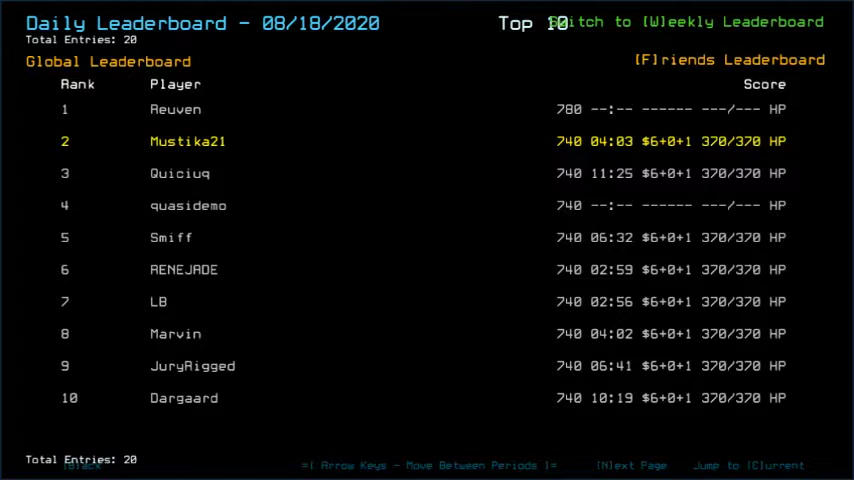 Daily Leaderboard - 08/18/2020 Top 10 Switch to [W]eekly Leaderboard
Total Entries: 20
Global Leaderboard [F]riends Leaderboard
Rank Player Score
1 Reuven 780 --:-- ------ ---/--- HP
2 Mustika21 740 04:03 $6+0+1 370/370 HP
3 Quiciuq 740 11:25 $6+0+1 370/370 HP
4 quasidemo 740 --:-- ------ ---/--- HP
5 Smiff 740 06:32 $6+0+1 370/370 HP
6 RENEJADE 740 02:59 $6+0+1 370/370 HP
7 LB 740 02:56 $6+0+1 370/370 HP
8 Marvin 740 04:02 $6+0+1 370/370 HP
9 JuryRigged 740 06:41 $6+0+1 370/370 HP
10 Dargaard 740 10:19 $6+0+1 370/370 HP
Total Entries: 20
[B]ack =[ Arrow Keys - Move Between Periods ]= [N]ext Page Jump to [C]urrent